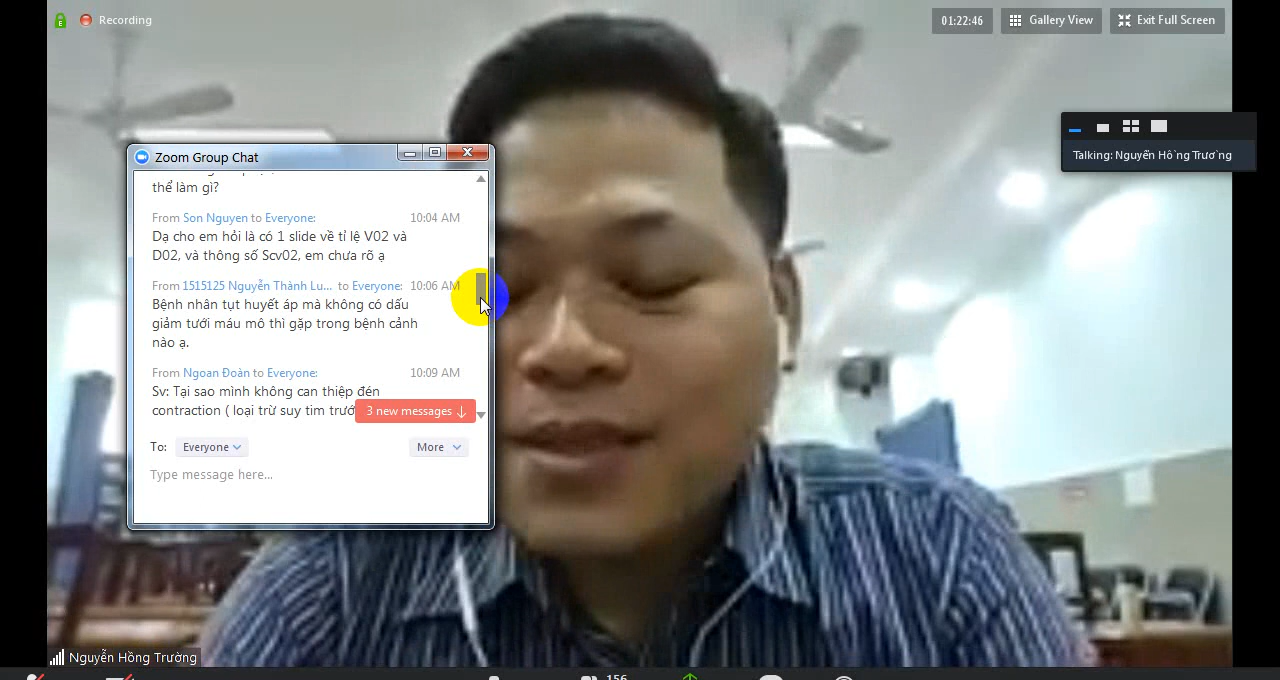 E
Recording
01:22:46
Gallery View
Exit Full Screen
Talking: Nguyễn Hồ`ng Trươ`ng
Zoom Group Chat
thể làm gì?
From Son Nguyen to Everyone: 10:04 AM
Dạ cho em hỏi là có 1 slide về tỉ lệ V02 và
D02, và thông số Scv02, em chưa rõ ạ
From 1515125 Nguyễn Thành Lu... to Everyone: 10:06 AM
Bệnh nhân tụt huyết áp mà không có dấu
giảm tưới máu mô thì gặp trong bệnh cảnh
nào ạ.
From Ngoan Đoàn to Everyone: 10:09 AM
Sv: Tại sao mình không can thiệp đén
contraction ( loại trừ suy tim trướ
3 new messages
To: Everyone
More
Type message here...
Nguyễn Hồng Trường
156